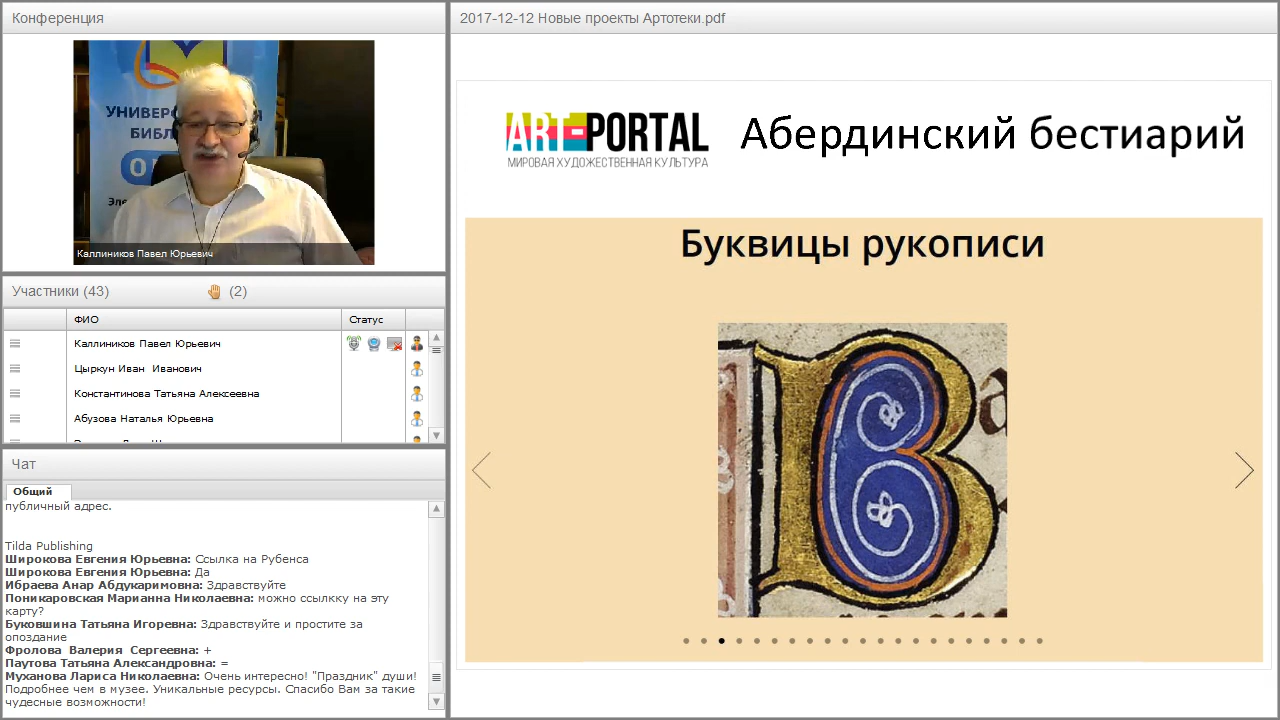 Конференция
УНИВЕР
БИБЛ
Каллиников Павел Юрьевич
Участники (43)
(2)
ФИО
Статус
Каллиников Павел Юрьевич
Цыркун Иван Иванович
Константинова Татьяна Алексеевна
Абузова Наталья Юрьевна
Чат
Общий
публичный адрес.
Tilda Publishing
Широкова Евгения Юрьевна: Ссылка на Рубенса
Широкова Евгения Юрьевна: Да
Ибраева Анар Абдукаримовна: Здравствуйте
Поникаровская Марианна Николаевна: можно ссылкку на эту
карту?
Буковшина Татьяна Игоревна: Здравствуйте и простите за
опоздание
Фролова Валерия Сергеевна: +
Паутова Татьяна Александровна: =
Муханова Лариса Николаевна: Очень интересно! "Праздник" души!
Подробнее чем в музее. Уникальные ресурсы. Спасибо Вам за такие
чудесные возможности!
2017-12-12 Новые проекты Артотеки.pdf
ART-PORTAL
МИРОВАЯ ХУДОЖЕСТВЕННАЯ КУЛЬТУРА
Абердинский бестиарий
Буквицы рукописи
B